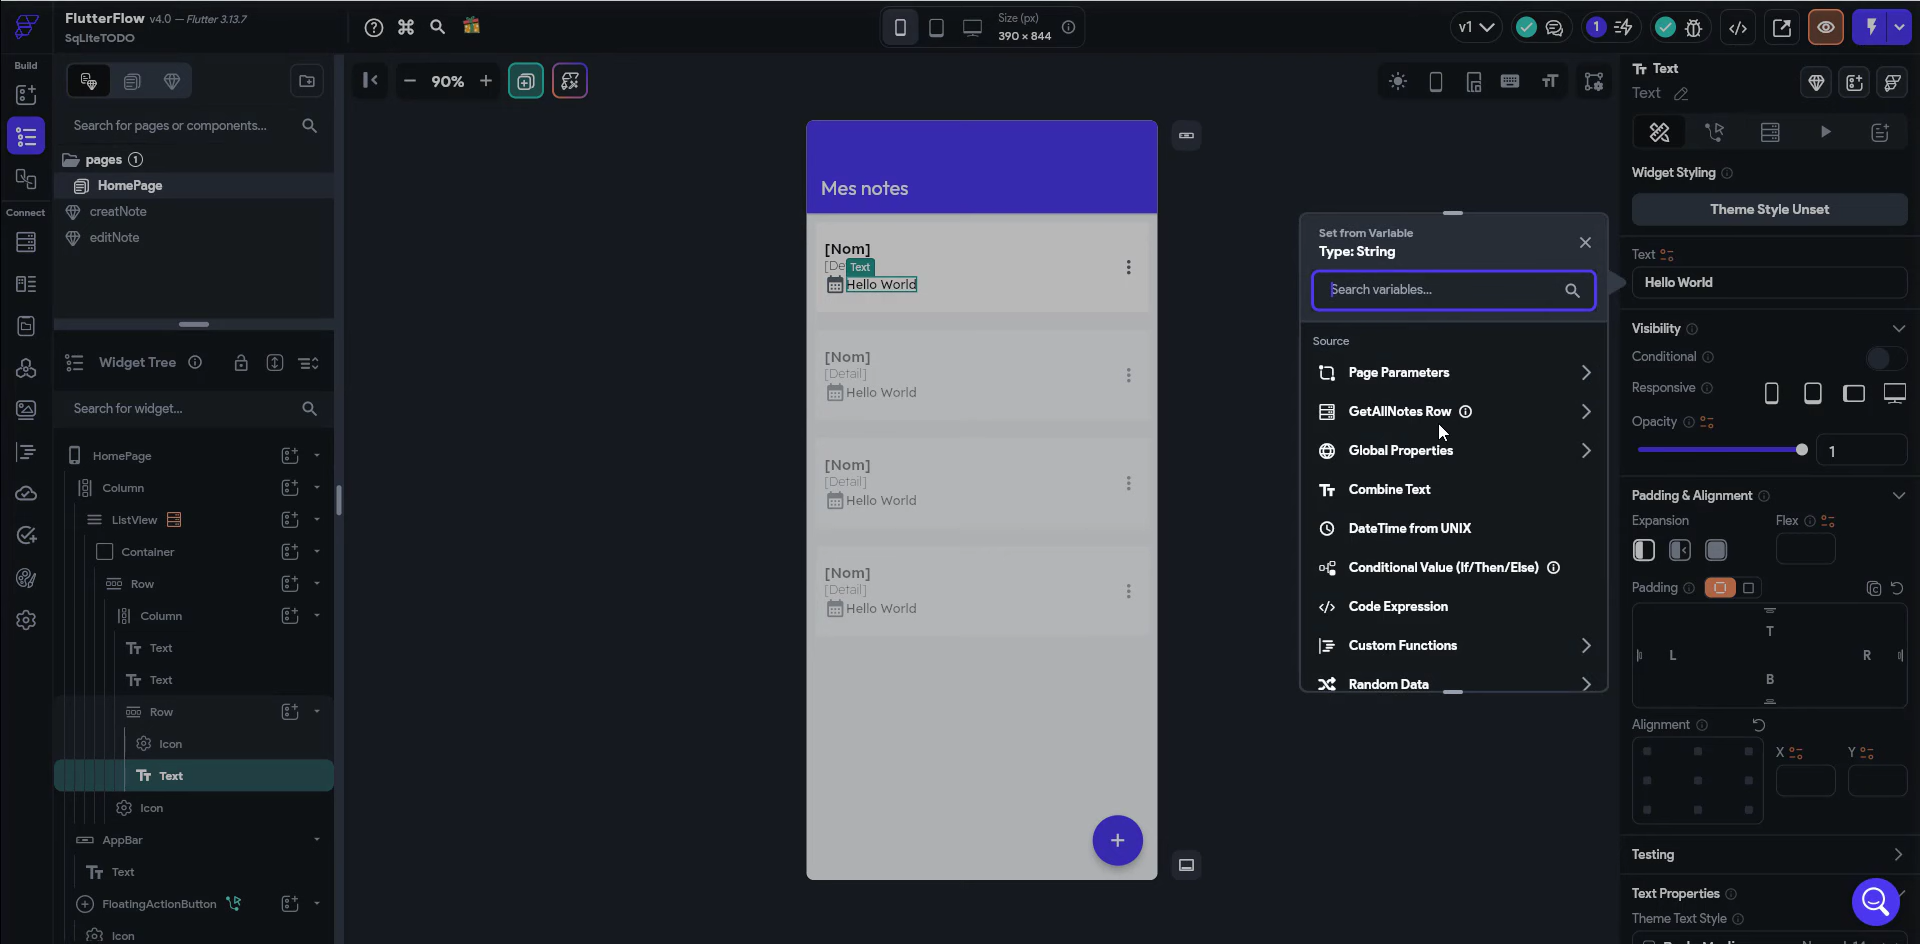 FlutterFlow v4.0 — Flutter 3.13.7
SqLiteTODO
Size (px)
390 × 844
v1
1
Build
Connect
Search for pages or components...
pages 1
HomePage
creatNote
editNote
Widget Tree
Search for widget...
HomePage
Column
ListView
Container
Row
Column
Text
Text
Row
Icon
Text
Icon
AppBar
Text
FloatingActionButton
Icon
90%
Mes notes
[Nom]
[De
Text
Hello World
[Nom]
[Detail]
Hello World
[Nom]
[Detail]
Hello World
[Nom]
[Detail]
Hello World
Set from Variable
Type: String
Search variables...
Source
Page Parameters
GetAllNotes Row
Global Properties
Combine Text
DateTime from UNIX
Conditional Value (If/Then/Else)
Code Expression
Custom Functions
Random Data
Text
Text
Widget Styling
Theme Style Unset
Text
Hello World
Visibility
Conditional
Responsive
Opacity
1
Padding & Alignment
Expansion
Flex
Padding
T
L
R
B
Alignment
X
Y
Testing
Text Properties
Theme Text Style